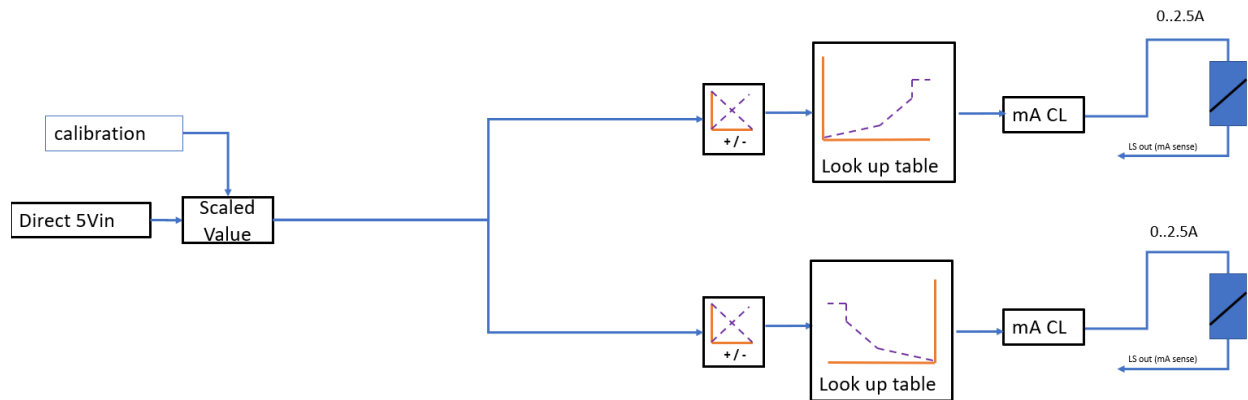 0..2.5A
calibration
+ / -
mA CL
LS out (mA sense)
Look up table
Direct 5Vin
Scaled
Value
0..2.5A
+ / -
mA CL
LS out (mA sense)
Look up table